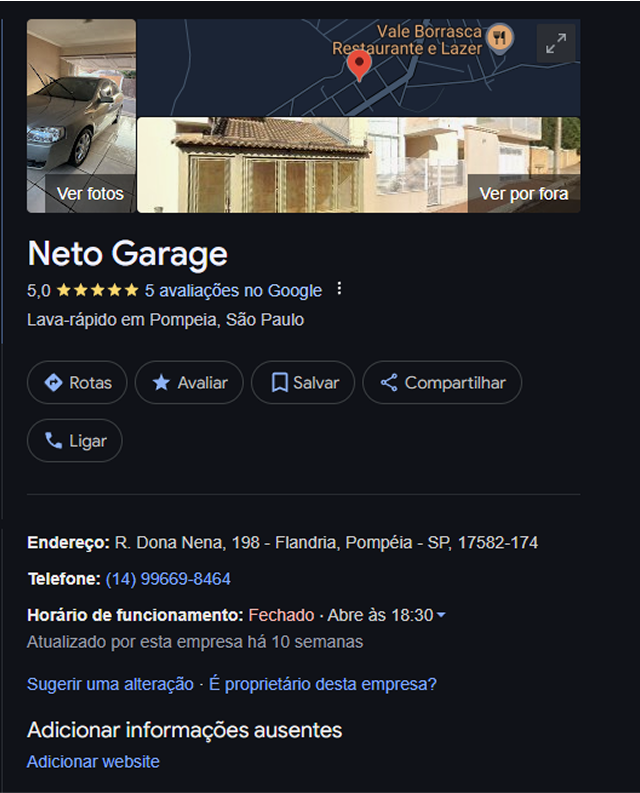 Vale Borrasca
Restaurante e Lazer
Ver fotos
Ver por fora
Neto Garage
5,0 5 avaliações no Google
Lava-rápido em Pompeia, São Paulo
Rotas Avaliar Salvar Compartilhar
Ligar
Endereço: R. Dona Nena, 198 - Flandria, Pompéia - SP, 17582-174
Telefone: (14) 99669-8464
Horário de funcionamento: Fechado · Abre às 18:30
Atualizado por esta empresa há 10 semanas
Sugerir uma alteração · É proprietário desta empresa?
Adicionar informações ausentes
Adicionar website